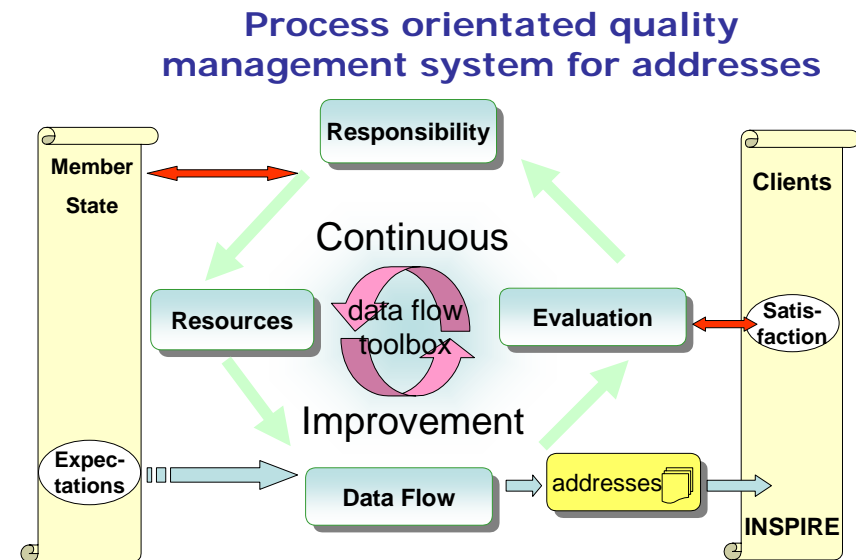 Process orientated quality
management system for addresses
Responsibility
Member
State
Clients
Continuous
Resources
data flow
toolbox
Evaluation
Satis-
faction
Improvement
Expec-
tations
Data Flow
addresses
INSPIRE